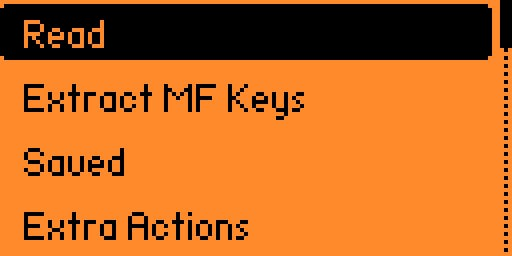 Read
Extract MF Keys
Saved
Extra Actions